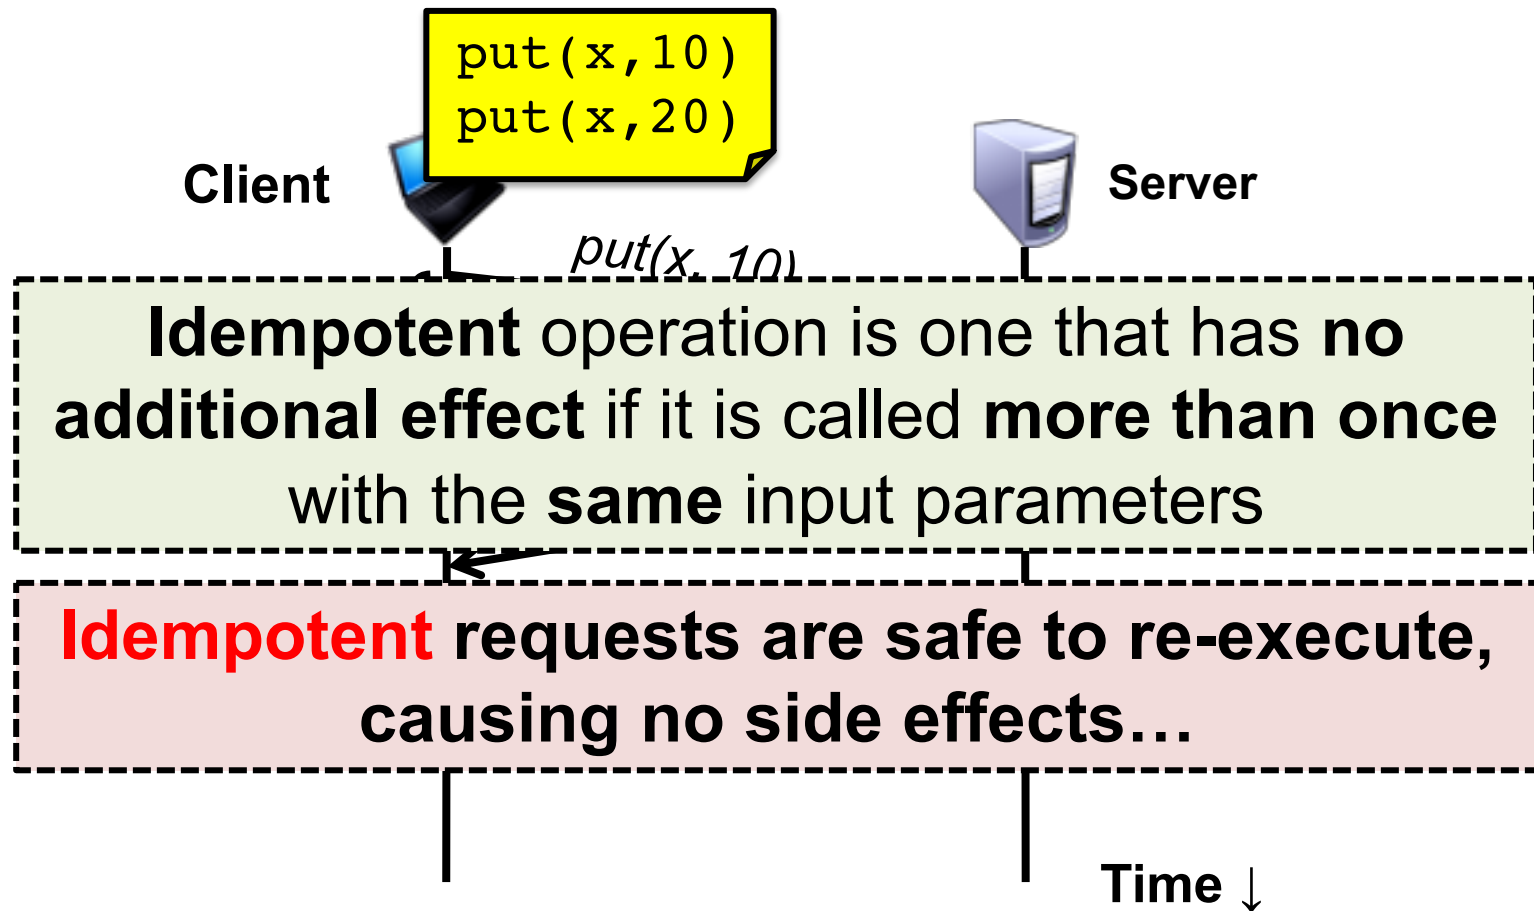 put(x,10)
put(x,20)
Client
Server
put(x, 10)
Idempotent operation is one that has no
additional effect if it is called more than once
with the same input parameters
Idempotent requests are safe to re-execute,
causing no side effects…
Time ↓